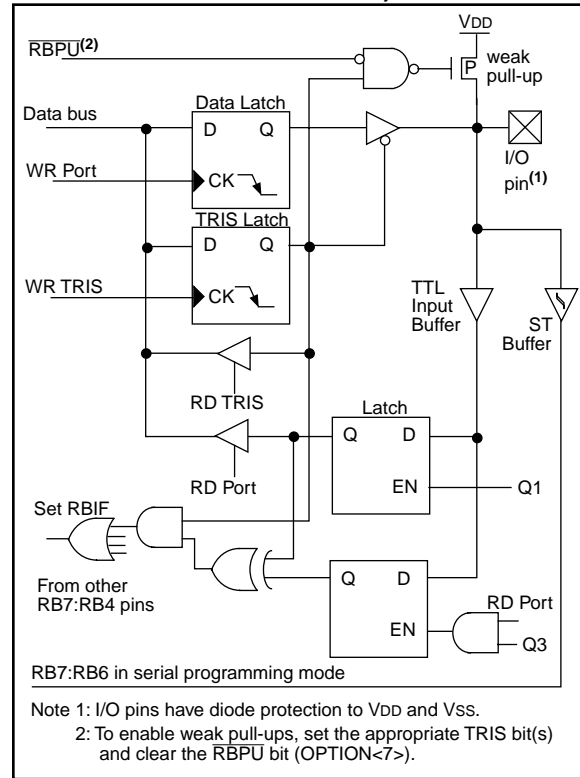 VDD
RBPU(2)
P
weak
pull-up
Data Latch
Data bus
D
Q
WR Port
CK
I/O
pin(1)
TRIS Latch
D
Q
WR TRIS
CK
TTL
Input
Buffer
ST
Buffer
RD TRIS
Latch
Q
D
RD Port
EN
Q1
Set RBIF
From other
RB7:RB4 pins
Q
D
RD Port
EN
Q3
RB7:RB6 in serial programming mode
Note 1: I/O pins have diode protection to VDD and VSS.
2: To enable weak pull-ups, set the appropriate TRIS bit(s)
and clear the RBPU bit (OPTION<7>).